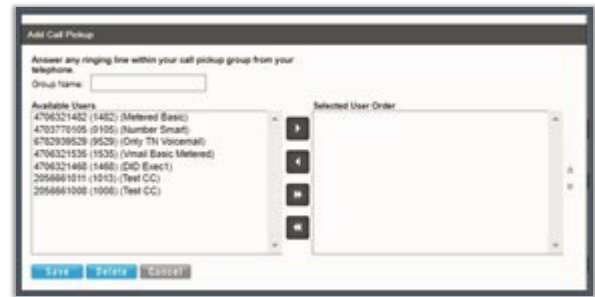 Add Call Pickup
Answer any ringing line within your call pickup group from your
telephone.
Group Name:
Available Users
Selected User Order
4706321482 (1482) (Metered Basic)
4703770105 (0105) (Number Smart)
6782939529 (9529) (Only TN Voicemail)
4706321535 (1535) (Vmail Basic Metered)
4706321468 (1468) (DID Exec1)
2056661011 (1013) (Test CC)
2056661008 (1008) (Test CC)
Save
Delete
Cancel